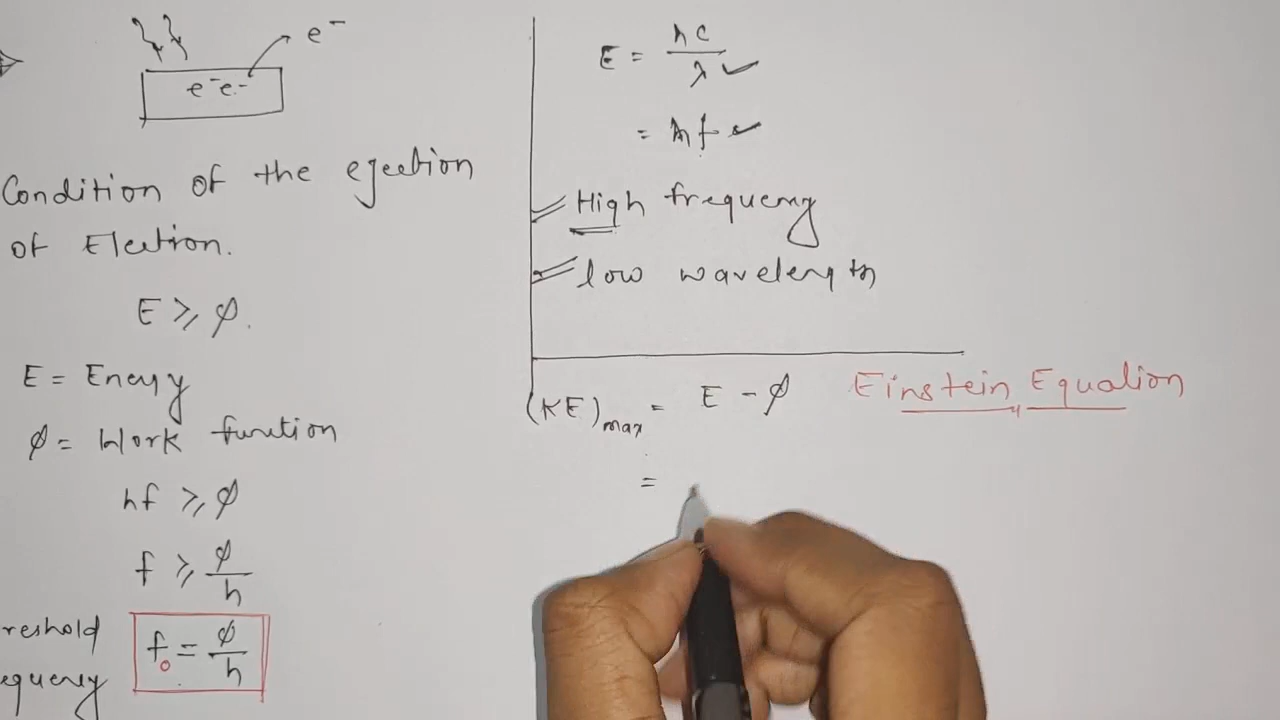 e⁻
e⁻e⁻
Condition of the ejection
of Electron.
E ⩾ φ.
E = Energy
φ = Work function
hf ⩾ φ
f ⩾ φ/h
reshold
f₀ = φ/h
equency
E = hc/λ ✓
= hf ✓
High frequency
low wavelength
(KE)max = E - φ Einstein Equation
=